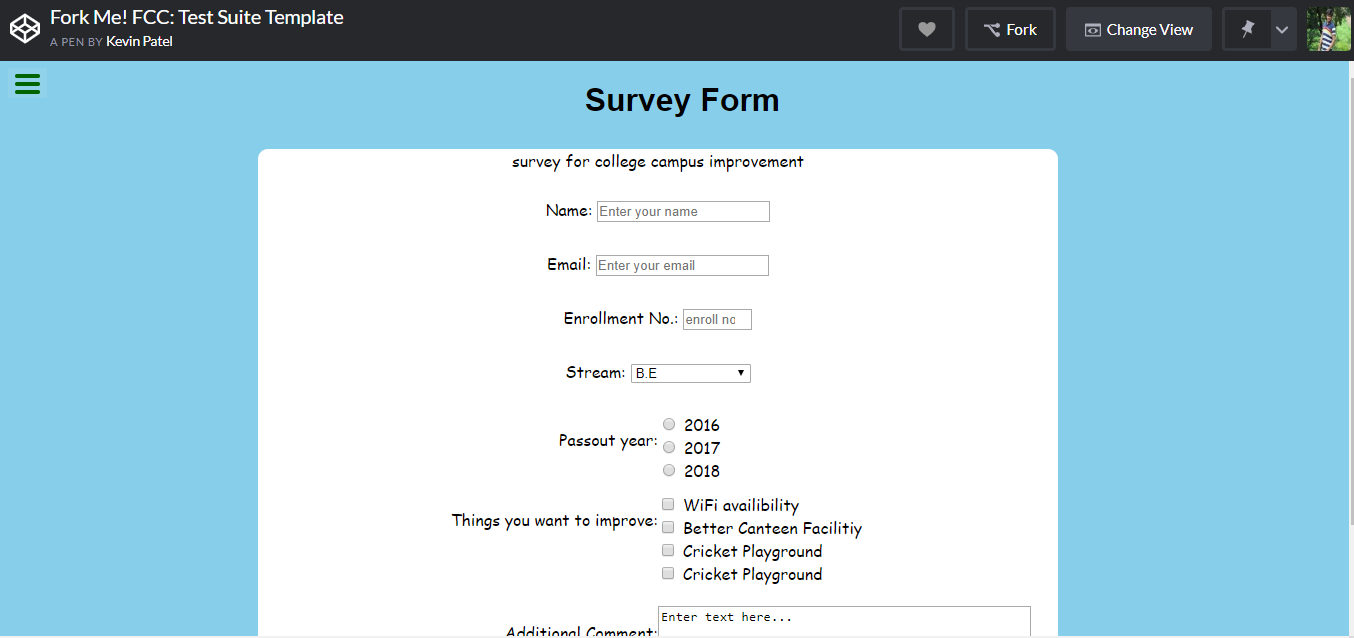 Fork Me! FCC: Test Suite Template
A PEN BY Kevin Patel
Fork
Change View
Survey Form
survey for college campus improvement
Name: Enter your name
Email: Enter your email
Enrollment No.: enroll no
Stream: B.E
2016
Passout year:
2017
2018
WiFi availibility
Things you want to improve:
Better Canteen Facilitiy
Cricket Playground
Cricket Playground
Enter text here...
Additional Comment: